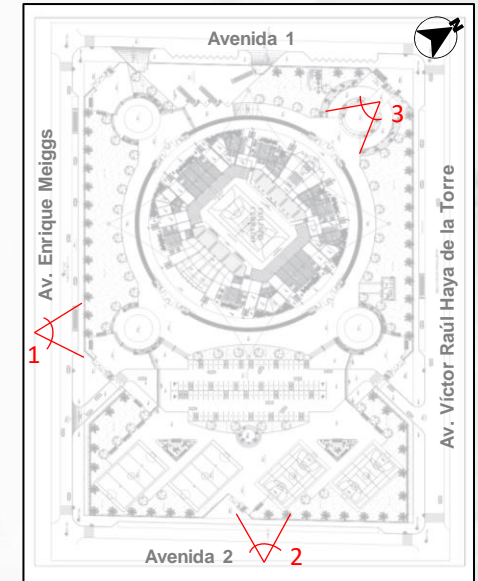 Avenida 1
N
3
Av. Enrique Meiggs
Av. Víctor Raúl Haya de la Torre
1
Avenida 2
2